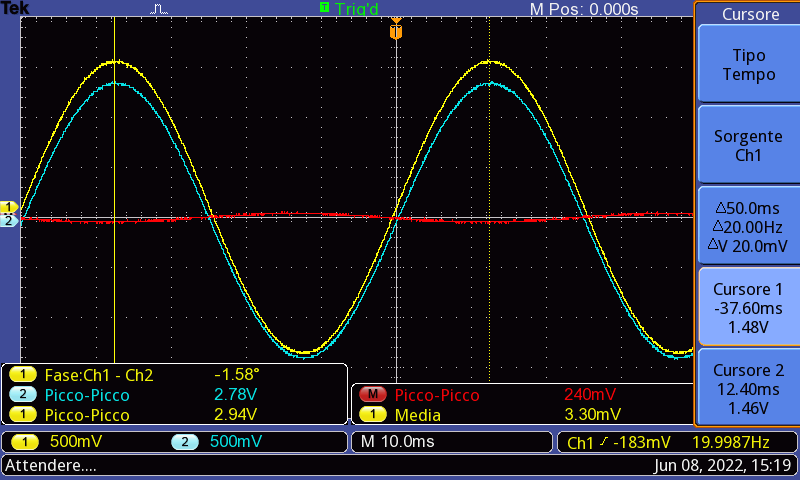 Tek
T Trig'd
M Pos: 0.000s
T
Cursore
Tipo
Tempo
Sorgente
Ch1
△50.0ms
△20.00Hz
△V 20.0mV
Cursore 1
-37.60ms
1.48V
Cursore 2
12.40ms
1.46V
1
2
1 Fase:Ch1 - Ch2 -1.58°
2 Picco-Picco 2.78V
1 Picco-Picco 2.94V
M Picco-Picco 240mV
1 Media 3.30mV
1 500mV 2 500mV
M 10.0ms
Ch1 -183mV 19.9987Hz
Attendere....
Jun 08, 2022, 15:19